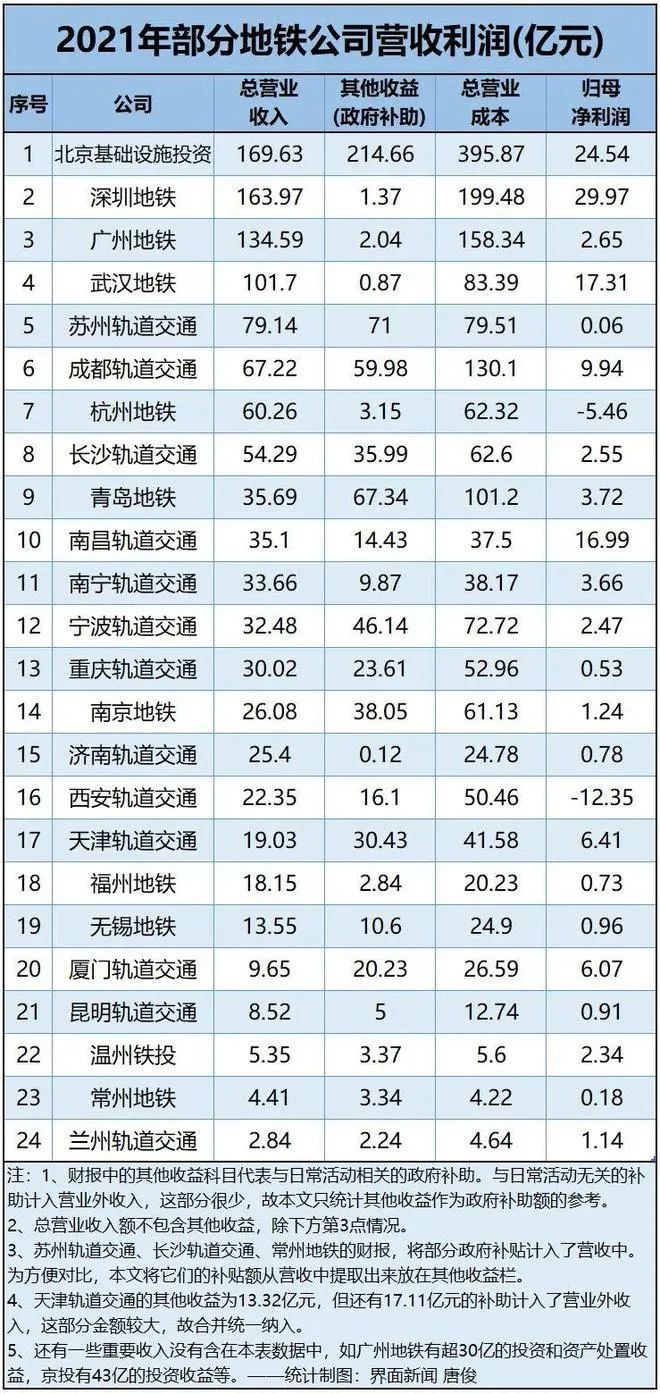 2021年部分地铁公司营收利润(亿元)
序号 公司 总营业收入 其他收益(政府补助) 总营业成本 归母净利润
1 北京基础设施投资 169.63 214.66 395.87 24.54
2 深圳地铁 163.97 1.37 199.48 29.97
3 广州地铁 134.59 2.04 158.34 2.65
4 武汉地铁 101.7 0.87 83.39 17.31
5 苏州轨道交通 79.14 71 79.51 0.06
6 成都轨道交通 67.22 59.98 130.1 9.94
7 杭州地铁 60.26 3.15 62.32 -5.46
8 长沙轨道交通 54.29 35.99 62.6 2.55
9 青岛地铁 35.69 67.34 101.2 3.72
10 南昌轨道交通 35.1 14.43 37.5 16.99
11 南宁轨道交通 33.66 9.87 38.17 3.66
12 宁波轨道交通 32.48 46.14 72.72 2.47
13 重庆轨道交通 30.02 23.61 52.96 0.53
14 南京地铁 26.08 38.05 61.13 1.24
15 济南轨道交通 25.4 0.12 24.78 0.78
16 西安轨道交通 22.35 16.1 50.46 -12.35
17 天津轨道交通 19.03 30.43 41.58 6.41
18 福州地铁 18.15 2.84 20.23 0.73
19 无锡地铁 13.55 10.6 24.9 0.96
20 厦门轨道交通 9.65 20.23 26.59 6.07
21 昆明轨道交通 8.52 5 12.74 0.91
22 温州铁投 5.35 3.37 5.6 2.34
23 常州地铁 4.41 3.34 4.22 0.18
24 兰州轨道交通 2.84 2.24 4.64 1.14
注：1、财报中的其他收益科目代表与日常活动相关的政府补助。与日常活动无关的补
助计入营业外收入，这部分很少，故本文只统计其他收益作为政府补助额的参考。
2、总营业收入额不包含其他收益，除下方第3点情况。
3、苏州轨道交通、长沙轨道交通、常州地铁的财报，将部分政府补贴计入了营收中。
为方便对比，本文将它们的补贴额从营收中提取出来放在其他收益栏。
4、天津轨道交通的其他收益为13.32亿元，但还有17.11亿元的补助计入了营业外收
入，这部分金额较大，故合并统一纳入。
5、还有一些重要收入没有含在本表数据中，如广州地铁有超30亿的投资和资产处置收
益，京投有43亿的投资收益等。——统计制图：界面新闻 唐俊